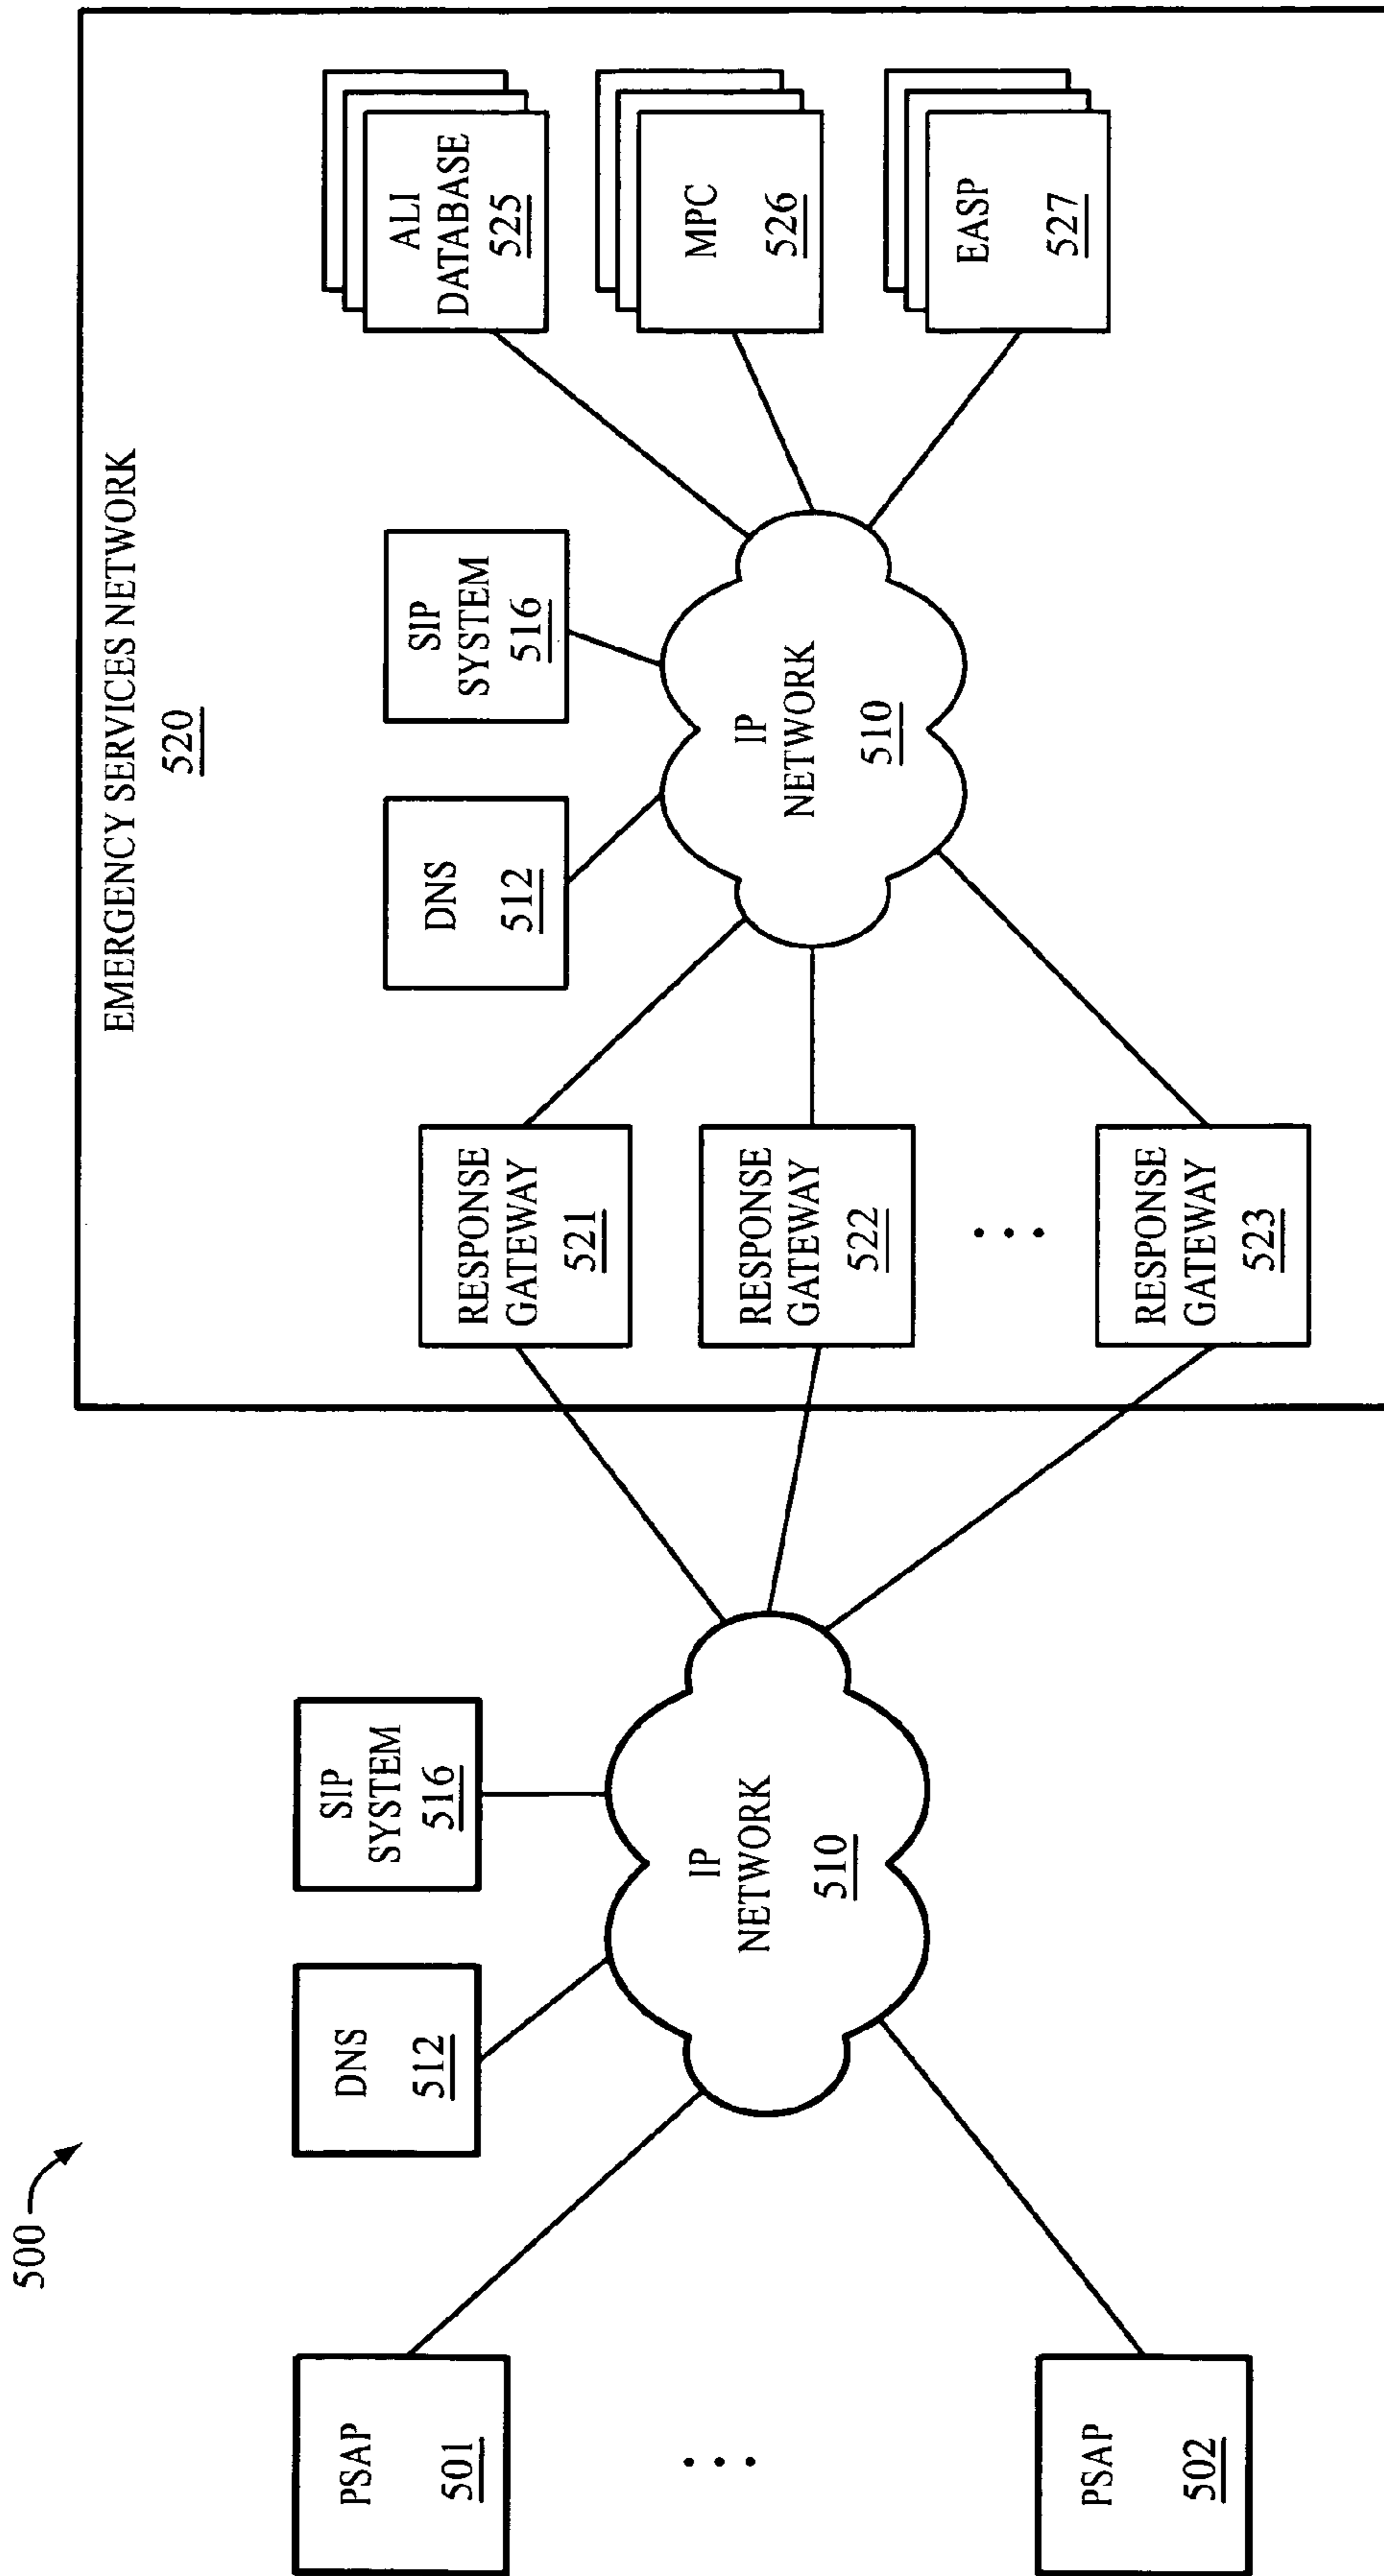 500
EMERGENCY SERVICES NETWORK
520
PSAP
501
PSAP
502
DNS
512
SIP
SYSTEM
516
IP
NETWORK
510
RESPONSE
GATEWAY
521
RESPONSE
GATEWAY
522
RESPONSE
GATEWAY
523
DNS
512
SIP
SYSTEM
516
IP
NETWORK
510
ALI
DATABASE
525
MPC
526
EASP
527